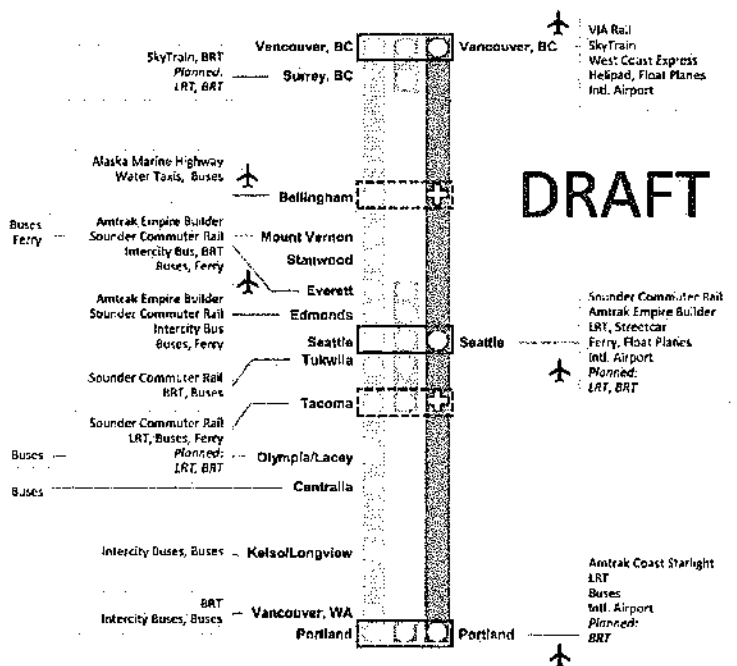 SkyTrain, BRT
Planned:
LRT, BRT
Vancouver, BC
Surrey, BC
Vancouver, BC
VIA Rail
SkyTrain
West Coast Express
Helipad, Float Planes
Intl. Airport
Alaska Marine Highway
Water Taxis, Buses
Bellingham
DRAFT
Buses
Ferry
Amtrak Empire Builder
Sounder Commuter Rail
Intercity Bus, BRT
Buses, Ferry
Mount Vernon
Stanwood
Everett
Amtrak Empire Builder
Sounder Commuter Rail
Intercity Bus
Buses, Ferry
Edmonds
Seattle
Tukwila
Seattle
Sounder Commuter Rail
Amtrak Empire Builder
LRT, Streetcar
Ferry, Float Planes
Intl. Airport
Planned:
LRT, BRT
Sounder Commuter Rail
BRT, Buses
Tacoma
Sounder Commuter Rail
LRT, Buses, Ferry
Planned:
LRT, BRT
Buses
Olympia/Lacey
Buses
Centralia
Intercity Buses, Buses
Kelso/Longview
BRT
Intercity Buses, Buses
Vancouver, WA
Portland
Portland
Amtrak Coast Starlight
LRT
Buses
Intl. Airport
Planned:
BRT